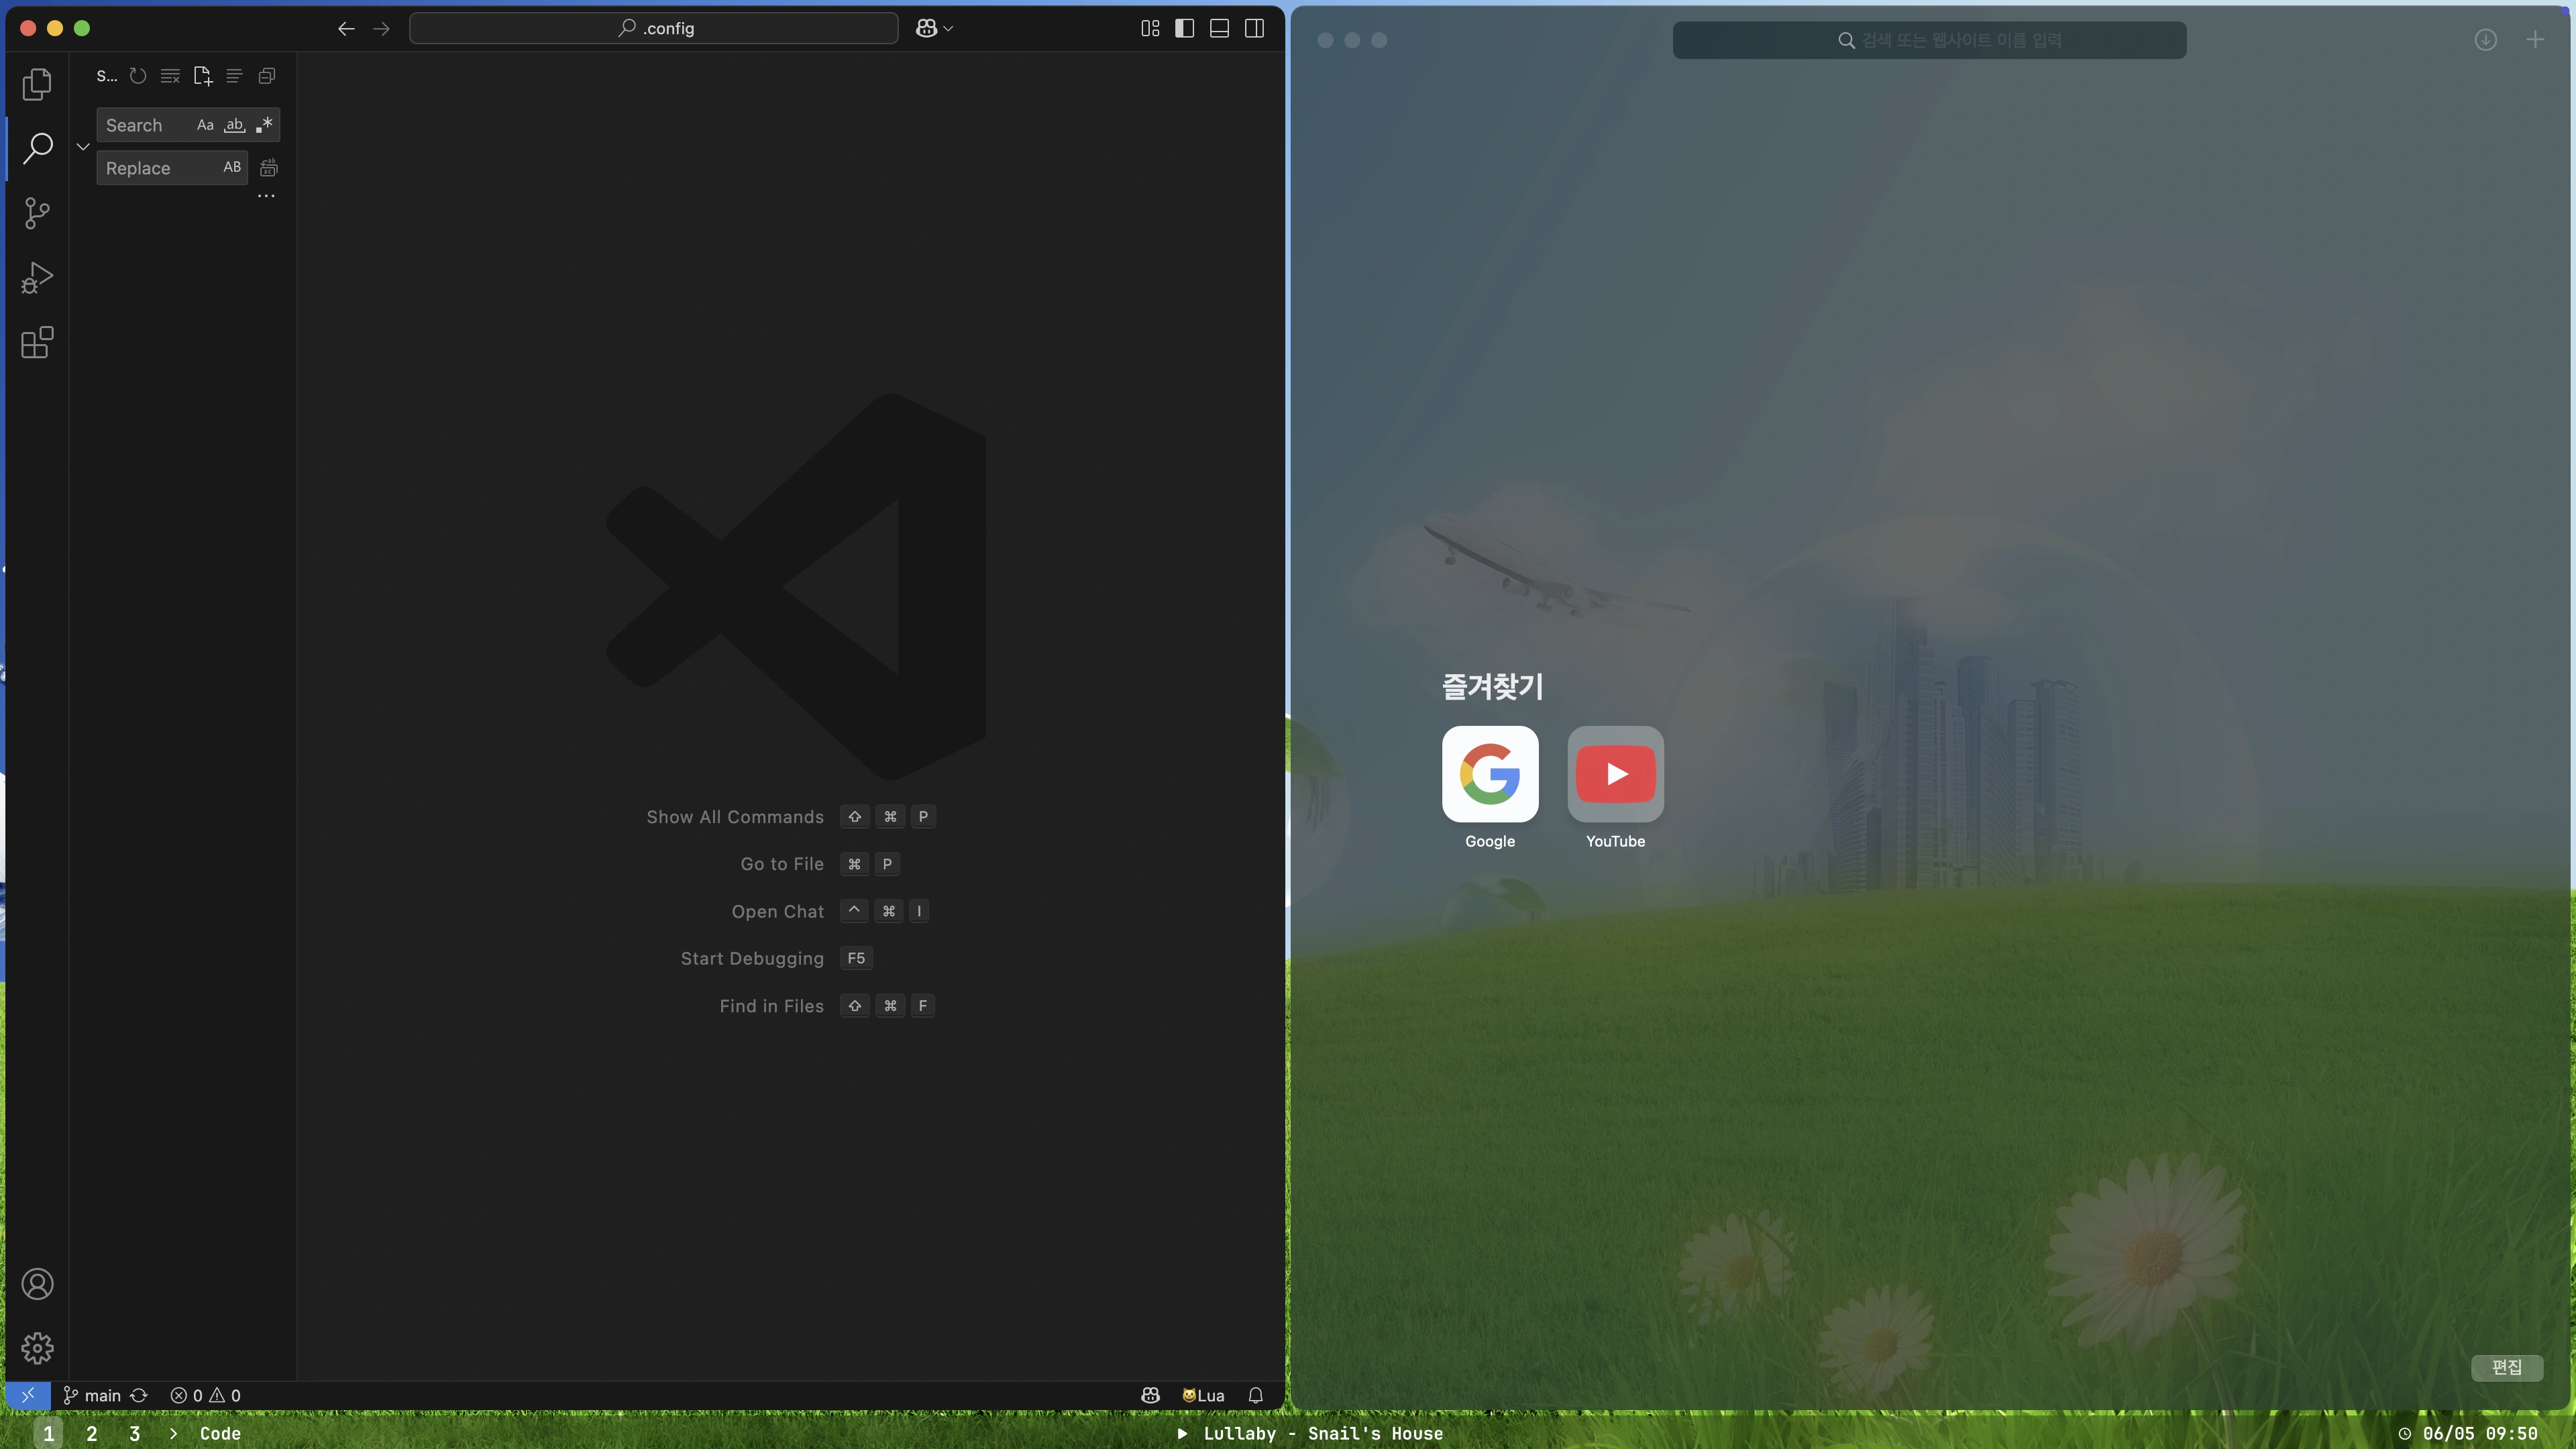 .config
검색 또는 웹사이트 이름 입력
S...
Search
Aa
ab
Replace
AB
...
Show All Commands ⇧ ⌘ P
Go to File ⌘ P
Open Chat ^ ⌘ I
Start Debugging F5
Find in Files ⇧ ⌘ F
즐겨찾기
Google
YouTube
편집
main
0
0
Lua
1 2 3 > Code
Lullaby - Snail's House
06/05 09:50